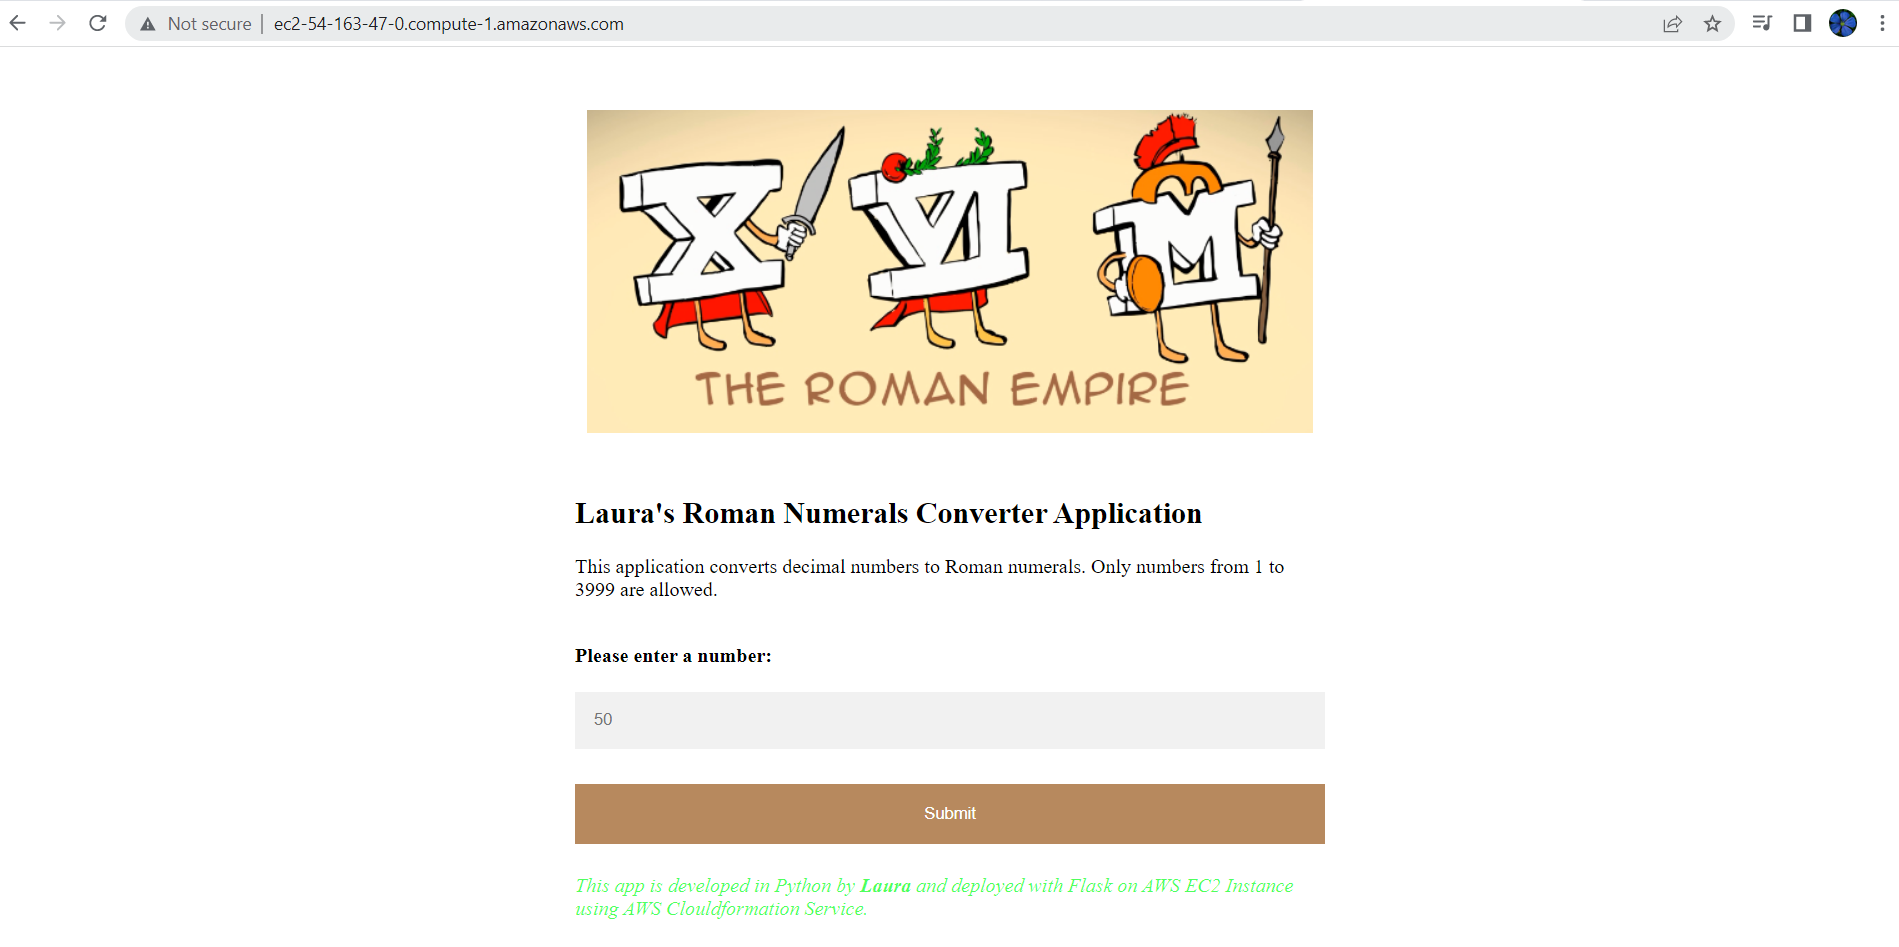 Not secure | ec2-54-163-47-0.compute-1.amazonaws.com
X VI M
THE ROMAN EMPIRE
Laura's Roman Numerals Converter Application
This application converts decimal numbers to Roman numerals. Only numbers from 1 to
3999 are allowed.
Please enter a number:
50
Submit
This app is developed in Python by Laura and deployed with Flask on AWS EC2 Instance
using AWS Clouldformation Service.